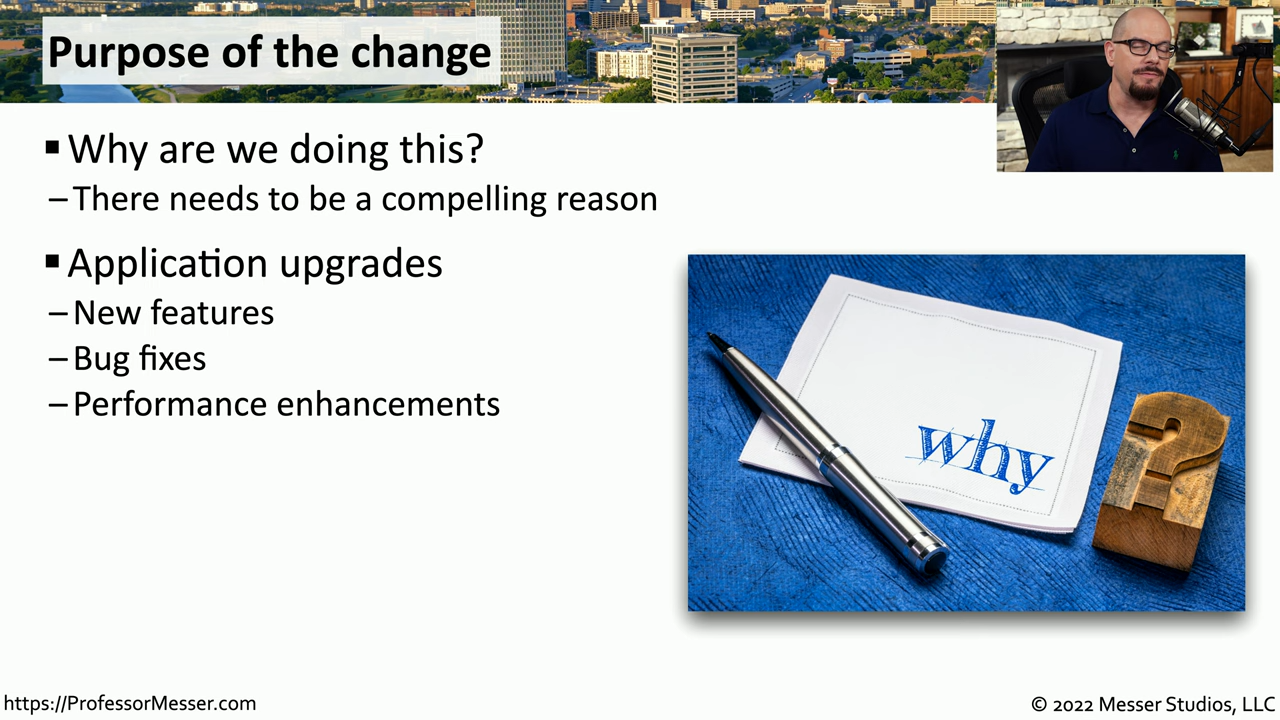 Purpose of the change
▪ Why are we doing this?
– There needs to be a compelling reason
▪ Application upgrades
– New features
– Bug fixes
– Performance enhancements
why
?
https://ProfessorMesser.com
© 2022 Messer Studios, LLC